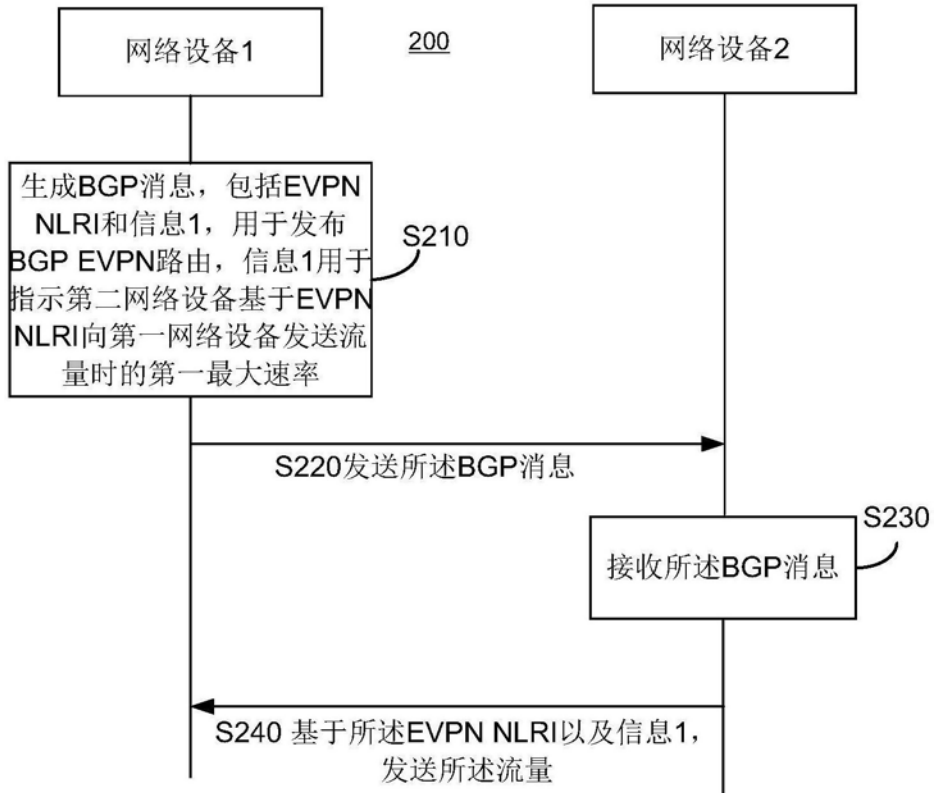 网络设备1
200
网络设备2
生成BGP消息，包括EVPN
NLRI和信息1，用于发布
BGP EVPN路由，信息1用于
指示第二网络设备基于EVPN
NLRI向第一网络设备发送流
量时的第一最大速率
S210
S220发送所述BGP消息
S230
接收所述BGP消息
S240 基于所述EVPN NLRI以及信息1，
发送所述流量